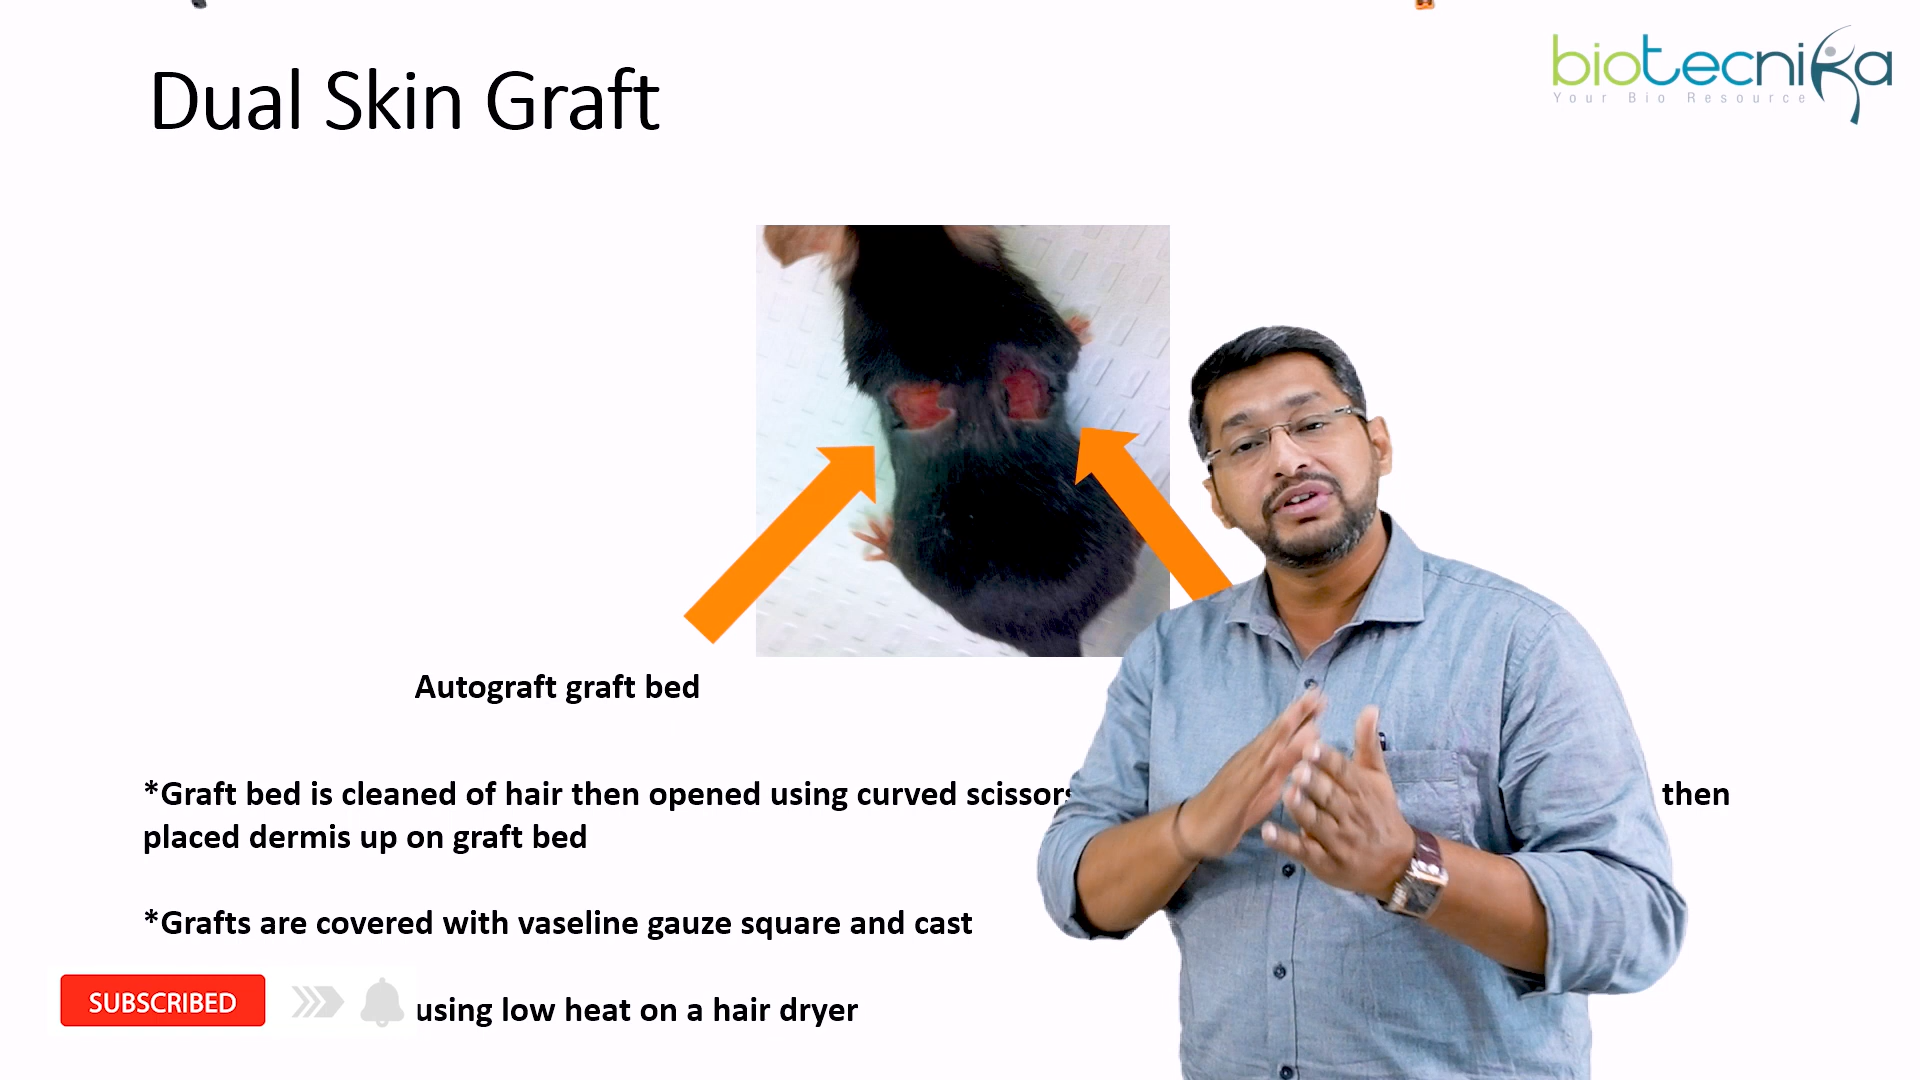 Dual Skin Graft
biotecnika
Your Bio Resource
Autograft graft bed
*Graft bed is cleaned of hair then opened using curved scissors then
placed dermis up on graft bed
*Grafts are covered with vaseline gauze square and cast
SUBSCRIBED
using low heat on a hair dryer